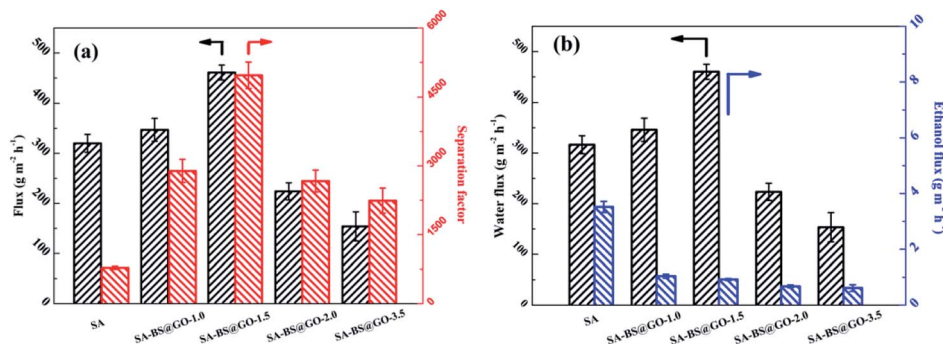 (a)
Flux (g m⁻² h⁻¹)
500
400
300
200
100
0
6000
4500
3000
1500
0
Separation factor
SA
SA-BS@GO-1.0
SA-BS@GO-1.5
SA-BS@GO-2.0
SA-BS@GO-3.5
(b)
Water flux (g m⁻² h⁻¹)
500
400
300
200
100
0
10
8
6
4
2
0
Ethanol flux (g m⁻² h⁻¹)
SA
SA-BS@GO-1.0
SA-BS@GO-1.5
SA-BS@GO-2.0
SA-BS@GO-3.5